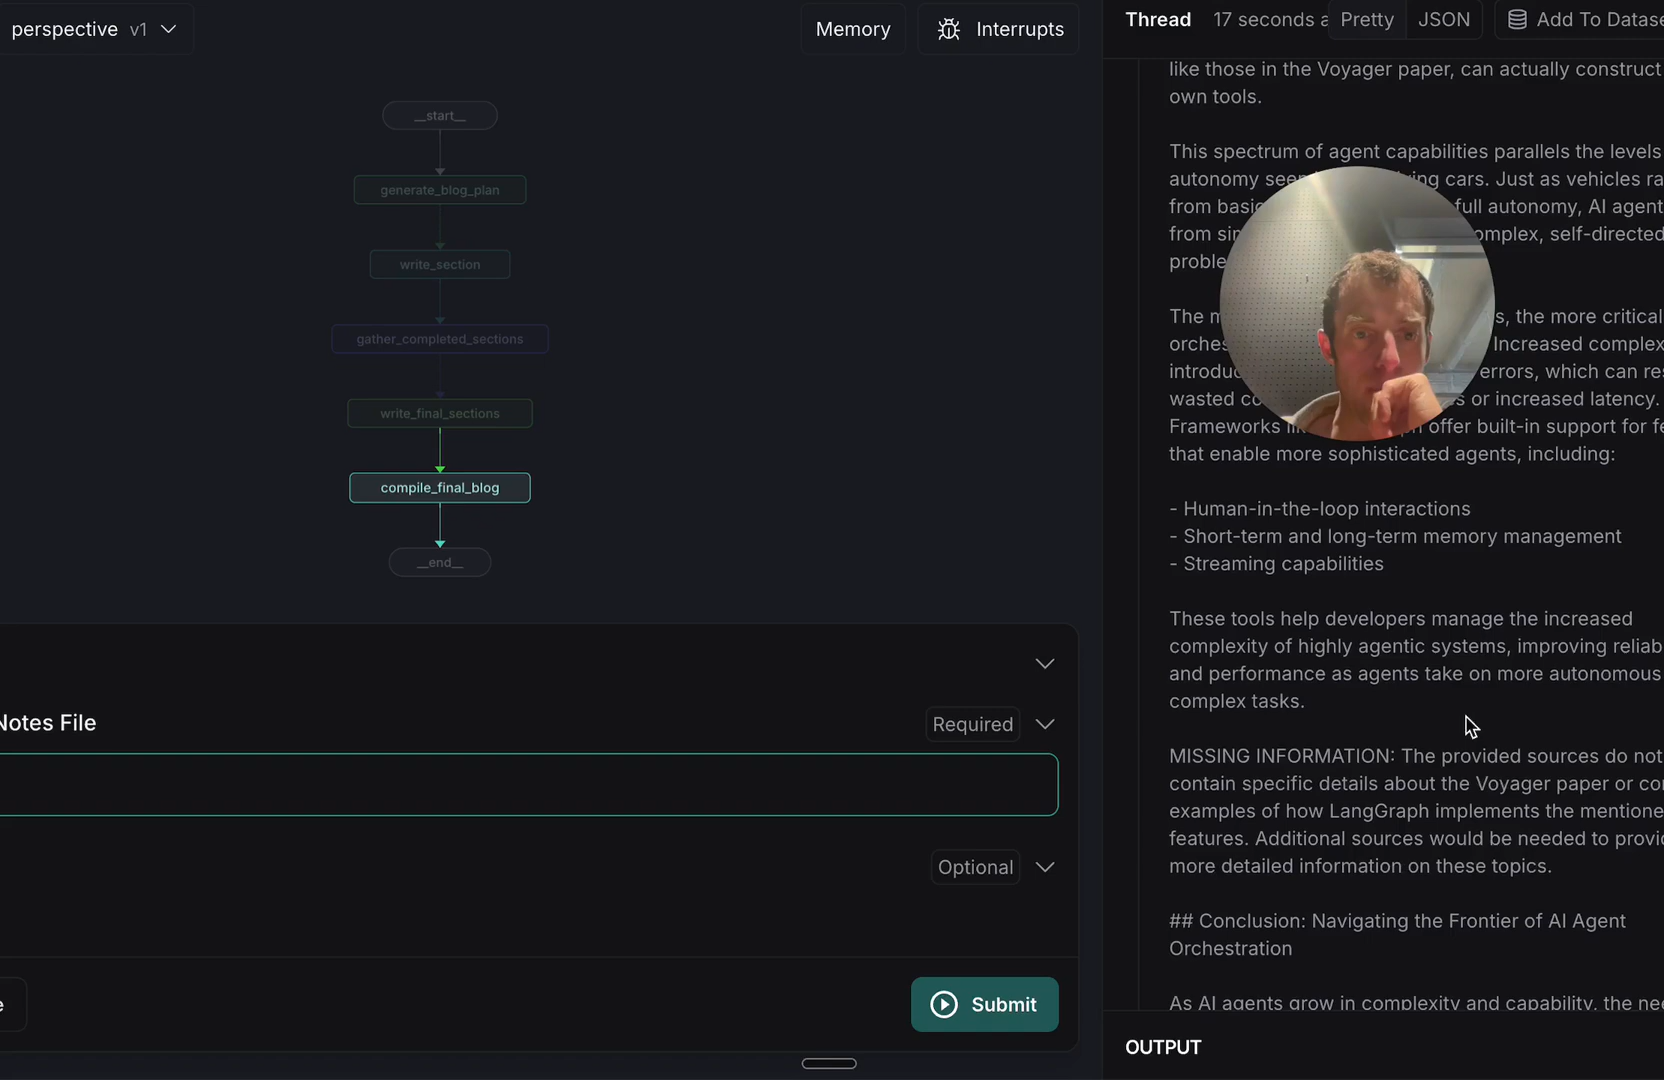 perspective v1
Memory
Interrupts
__start__
generate_blog_plan
write_section
gather_completed_sections
write_final_sections
compile_final_blog
__end__
Notes File
Required
Optional
Submit
Thread 17 seconds a
Pretty
JSON
Add To Datase
like those in the Voyager paper, can actually construct
own tools.
This spectrum of agent capabilities parallels the levels
autonomy see ing cars. Just as vehicles ra
from basic full autonomy, AI agent
from sim omplex, self-directed
proble
The m s, the more critical
orches Increased complex
introdu errors, which can res
wasted co s or increased latency.
Frameworks li offer built-in support for fe
that enable more sophisticated agents, including:
- Human-in-the-loop interactions
- Short-term and long-term memory management
- Streaming capabilities
These tools help developers manage the increased
complexity of highly agentic systems, improving reliab
and performance as agents take on more autonomous
complex tasks.
MISSING INFORMATION: The provided sources do not
contain specific details about the Voyager paper or co
examples of how LangGraph implements the mentione
features. Additional sources would be needed to provi
more detailed information on these topics.
## Conclusion: Navigating the Frontier of AI Agent
Orchestration
As AI agents grow in complexity and capability, the nee
OUTPUT